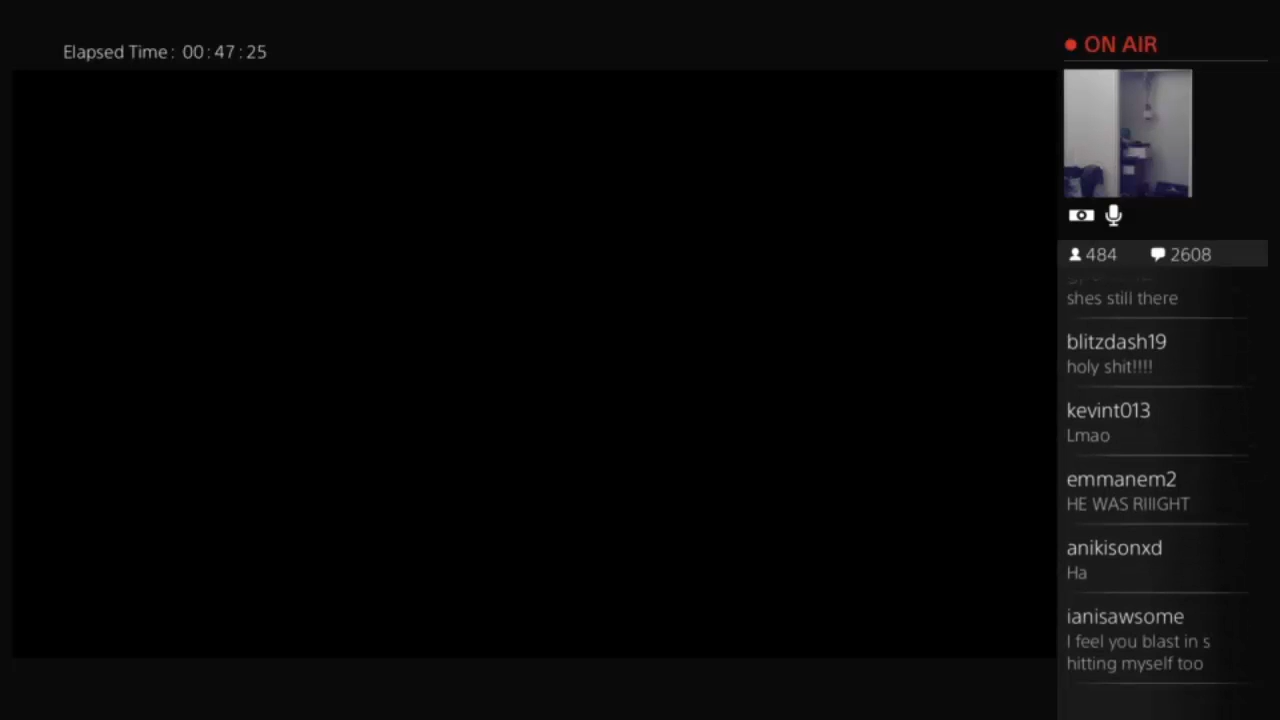 Elapsed Time: 00:47:25
ON AIR
484 2608
shes still there
blitzdash19
holy shit!!!!
kevint013
Lmao
emmanem2
HE WAS RIIIGHT
anikisonxd
Ha
ianisawsome
I feel you blast in s
hitting myself too